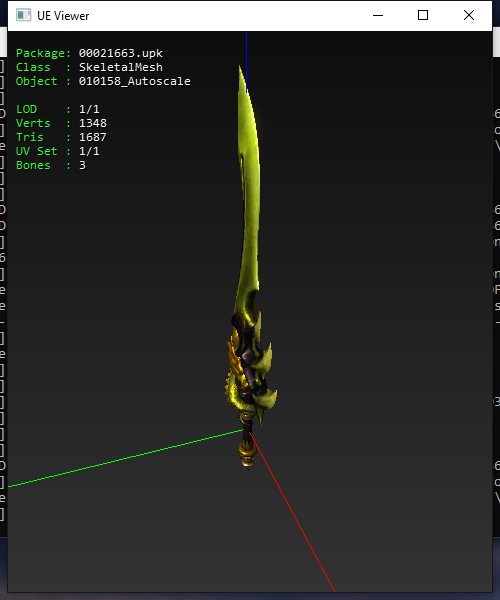 UE Viewer
Package: 00021663.upk
Class : SkeletalMesh
Object : 010158_Autoscale
LOD : 1/1
Verts : 1348
Tris : 1687
UV Set : 1/1
Bones : 3